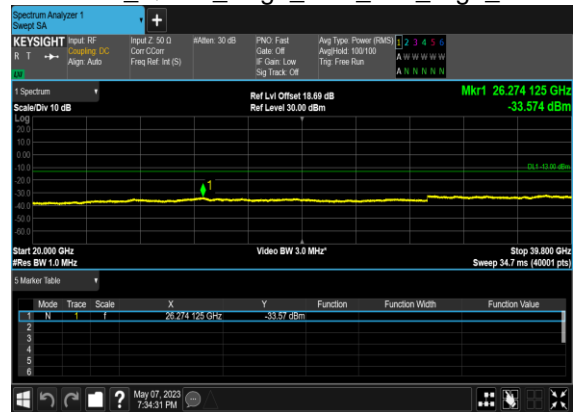 Spectrum Analyzer 1
Swept SA
+
KEYSIGHT
R T
LW
Input: RF
Coupling: DC
Align: Auto
Input Z: 50 Ω
Corr CCorr
Freq Ref: Int (S)
#Atten: 30 dB
PNO: Fast
Gate: Off
IF Gain: Low
Sig Track: Off
Avg Type: Power (RMS)
Avg|Hold: 100/100
Trig: Free Run
1 2 3 4 5 6
A W W W W W
A N N N N N
1 Spectrum
Scale/Div 10 dB
Ref Lvl Offset 18.69 dB
Ref Level 30.00 dBm
Mkr1 26.274 125 GHz
-33.574 dBm
Log
20.0
10.0
0.00
-10.0
-20.0
-30.0
-40.0
-50.0
-60.0
DL1 -13.00 dBm
1
Start 20.000 GHz
#Res BW 1.0 MHz
Video BW 3.0 MHz*
Stop 39.800 GHz
Sweep 34.7 ms (40001 pts)
5 Marker Table
Mode Trace Scale X Y Function Function Width Function Value
1 N 1 f 26.274 125 GHz -33.57 dBm
2
3
4
5
6
?
May 07, 2023
7:34:31 PM